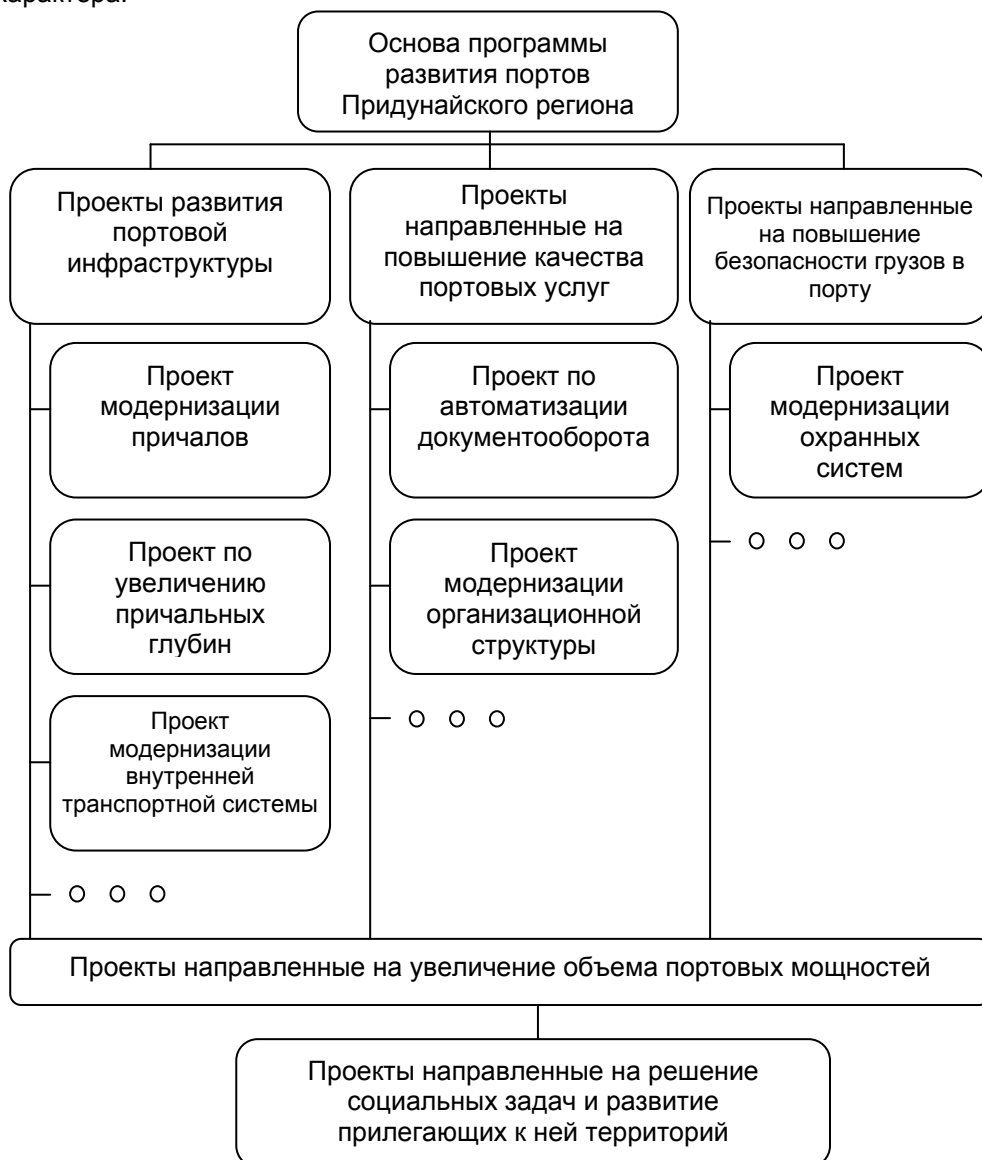 характера.
Основа программы
развития портов
Придунайского региона
Проекты развития
портовой
инфраструктуры
Проекты
направленные на
повышение качества
портовых услуг
Проекты направленные
на повышение
безопасности грузов в
порту
Проект
модернизации
причалов
Проект по
автоматизации
документооборота
Проект
модернизации
охранных
систем
Проект по
увеличению
причальных
глубин
Проект
модернизации
организационной
структуры
Проект
модернизации
внутренней
транспортной системы
Проекты направленные на увеличение объема портовых мощностей
Проекты направленные на решение
социальных задач и развитие
прилегающих к ней территорий